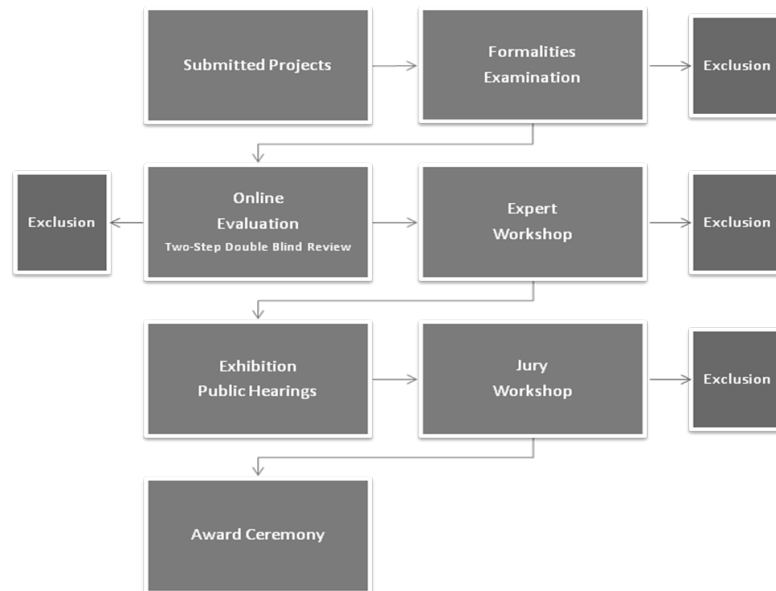 Submitted Projects
Formalities
Examination
Exclusion
Exclusion
Online
Evaluation
Two-Step Double Blind Review
Expert
Workshop
Exclusion
Exhibition
Public Hearings
Jury
Workshop
Exclusion
Award Ceremony